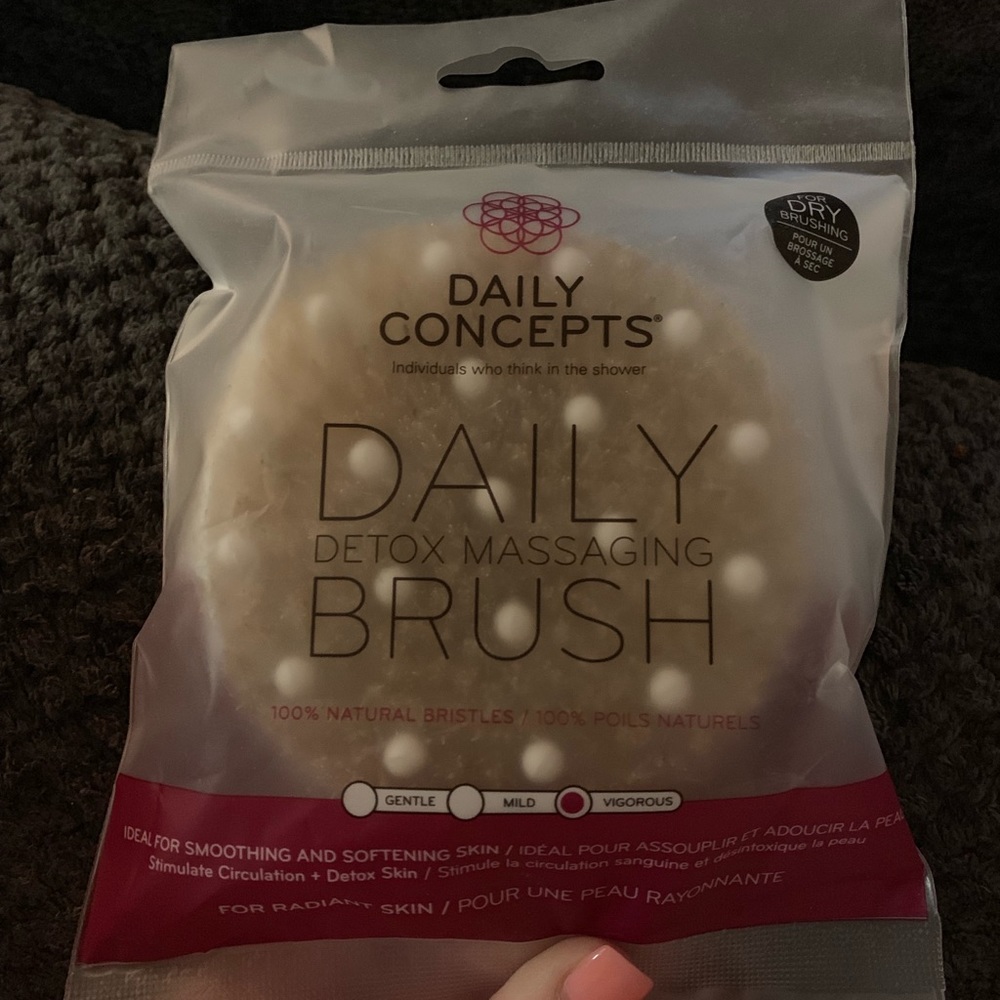 FOR
DRY
BRUSHING
POUR UN
BROSSAGE
À SEC
DAILY
CONCEPTS®
Individuals who think in the shower
DAILY
DETOX MASSAGING
BRUSH
100% NATURAL BRISTLES / 100% POILS NATURELS
GENTLE MILD VIGOROUS
IDEAL FOR SMOOTHING AND SOFTENING SKIN / IDÉAL POUR ASSOUPLIR ET ADOUCIR LA PEAU
Stimulate Circulation + Detox Skin / Stimule la circulation sanguine et désintoxique la peau
FOR RADIANT SKIN / POUR UNE PEAU RAYONNANTE